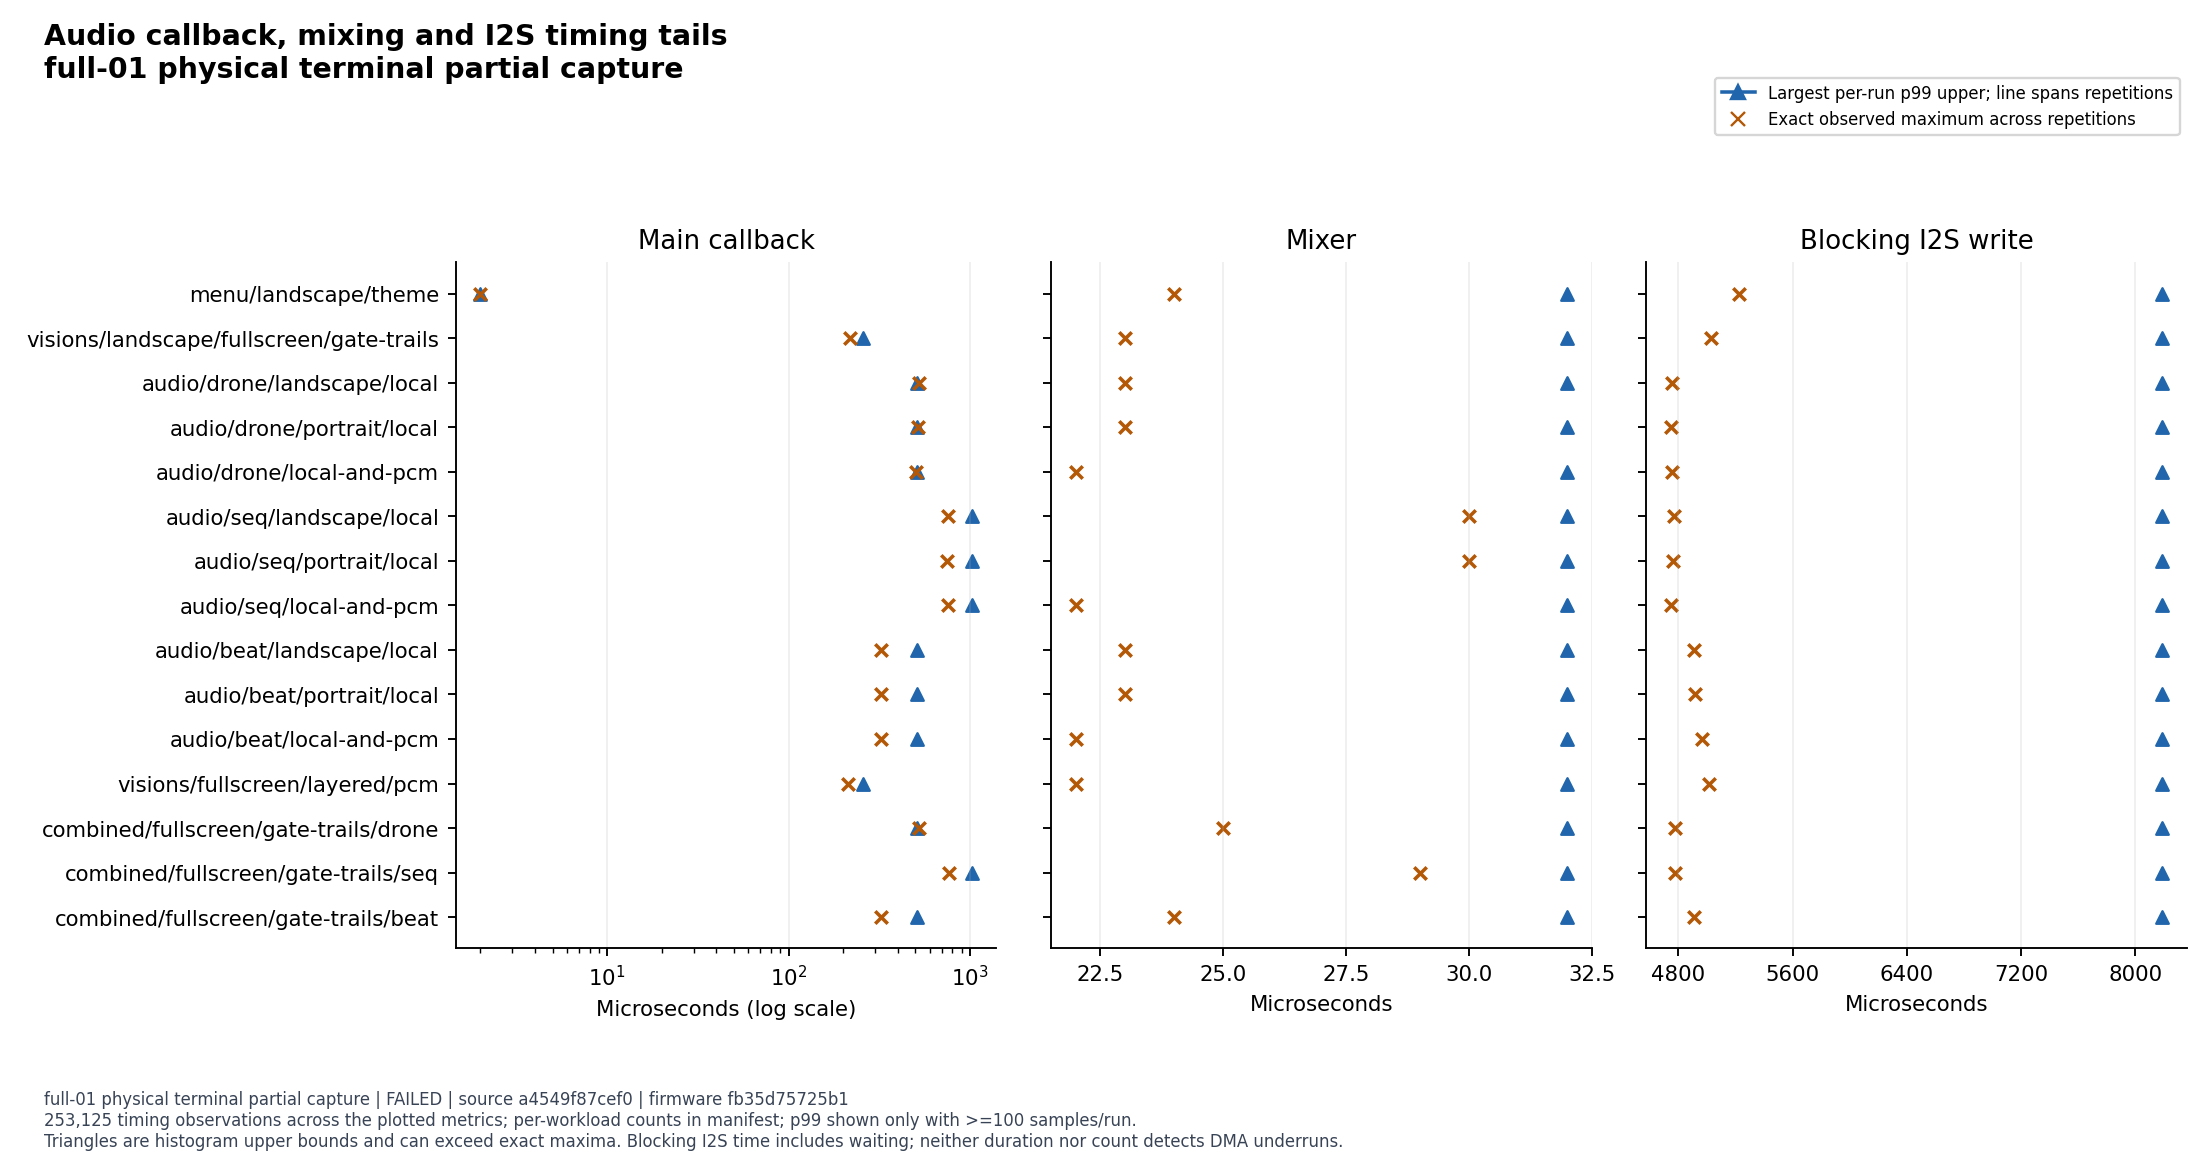 Audio callback, mixing and I2S timing tails
full-01 physical terminal partial capture
Largest per-run p99 upper; line spans repetitions
Exact observed maximum across repetitions
Main callback
Mixer
Blocking I2S write
menu/landscape/theme
visions/landscape/fullscreen/gate-trails
audio/drone/landscape/local
audio/drone/portrait/local
audio/drone/local-and-pcm
audio/seq/landscape/local
audio/seq/portrait/local
audio/seq/local-and-pcm
audio/beat/landscape/local
audio/beat/portrait/local
audio/beat/local-and-pcm
visions/fullscreen/layered/pcm
combined/fullscreen/gate-trails/drone
combined/fullscreen/gate-trails/seq
combined/fullscreen/gate-trails/beat
10¹ 10² 10³
Microseconds (log scale)
22.5 25.0 27.5 30.0 32.5
Microseconds
4800 5600 6400 7200 8000
Microseconds
full-01 physical terminal partial capture | FAILED | source a4549f87cef0 | firmware fb35d75725b1
253,125 timing observations across the plotted metrics; per-workload counts in manifest; p99 shown only with >=100 samples/run.
Triangles are histogram upper bounds and can exceed exact maxima. Blocking I2S time includes waiting; neither duration nor count detects DMA underruns.